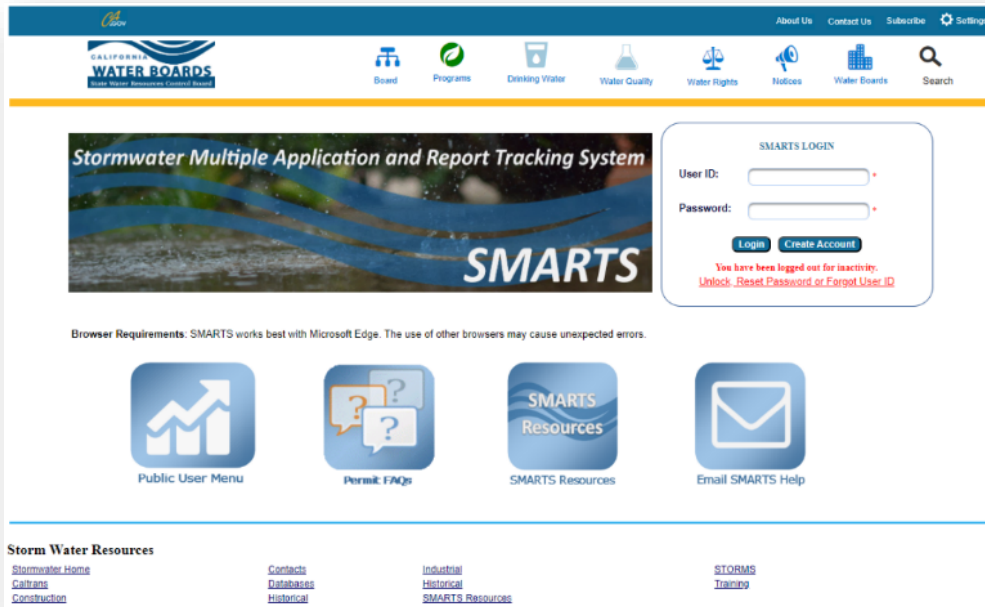 CA GOV
About Us Contact Us Subscribe Settings
CALIFORNIA
WATER BOARDS
State Water Resources Control Board
Board Programs Drinking Water Water Quality Water Rights Notices Water Boards Search
Stormwater Multiple Application and Report Tracking System
SMARTS
SMARTS LOGIN
User ID: *
Password: *
Login Create Account
You have been logged out for inactivity.
Unlock, Reset Password or Forgot User ID
Browser Requirements: SMARTS works best with Microsoft Edge. The use of other browsers may cause unexpected errors.
? ? ?
SMARTS
Resources
Public User Menu Permit FAQs SMARTS Resources Email SMARTS Help
Storm Water Resources
Stormwater Home Contacts Industrial STORMS
Caltrans Databases Historical Training
Construction Historical SMARTS Resources